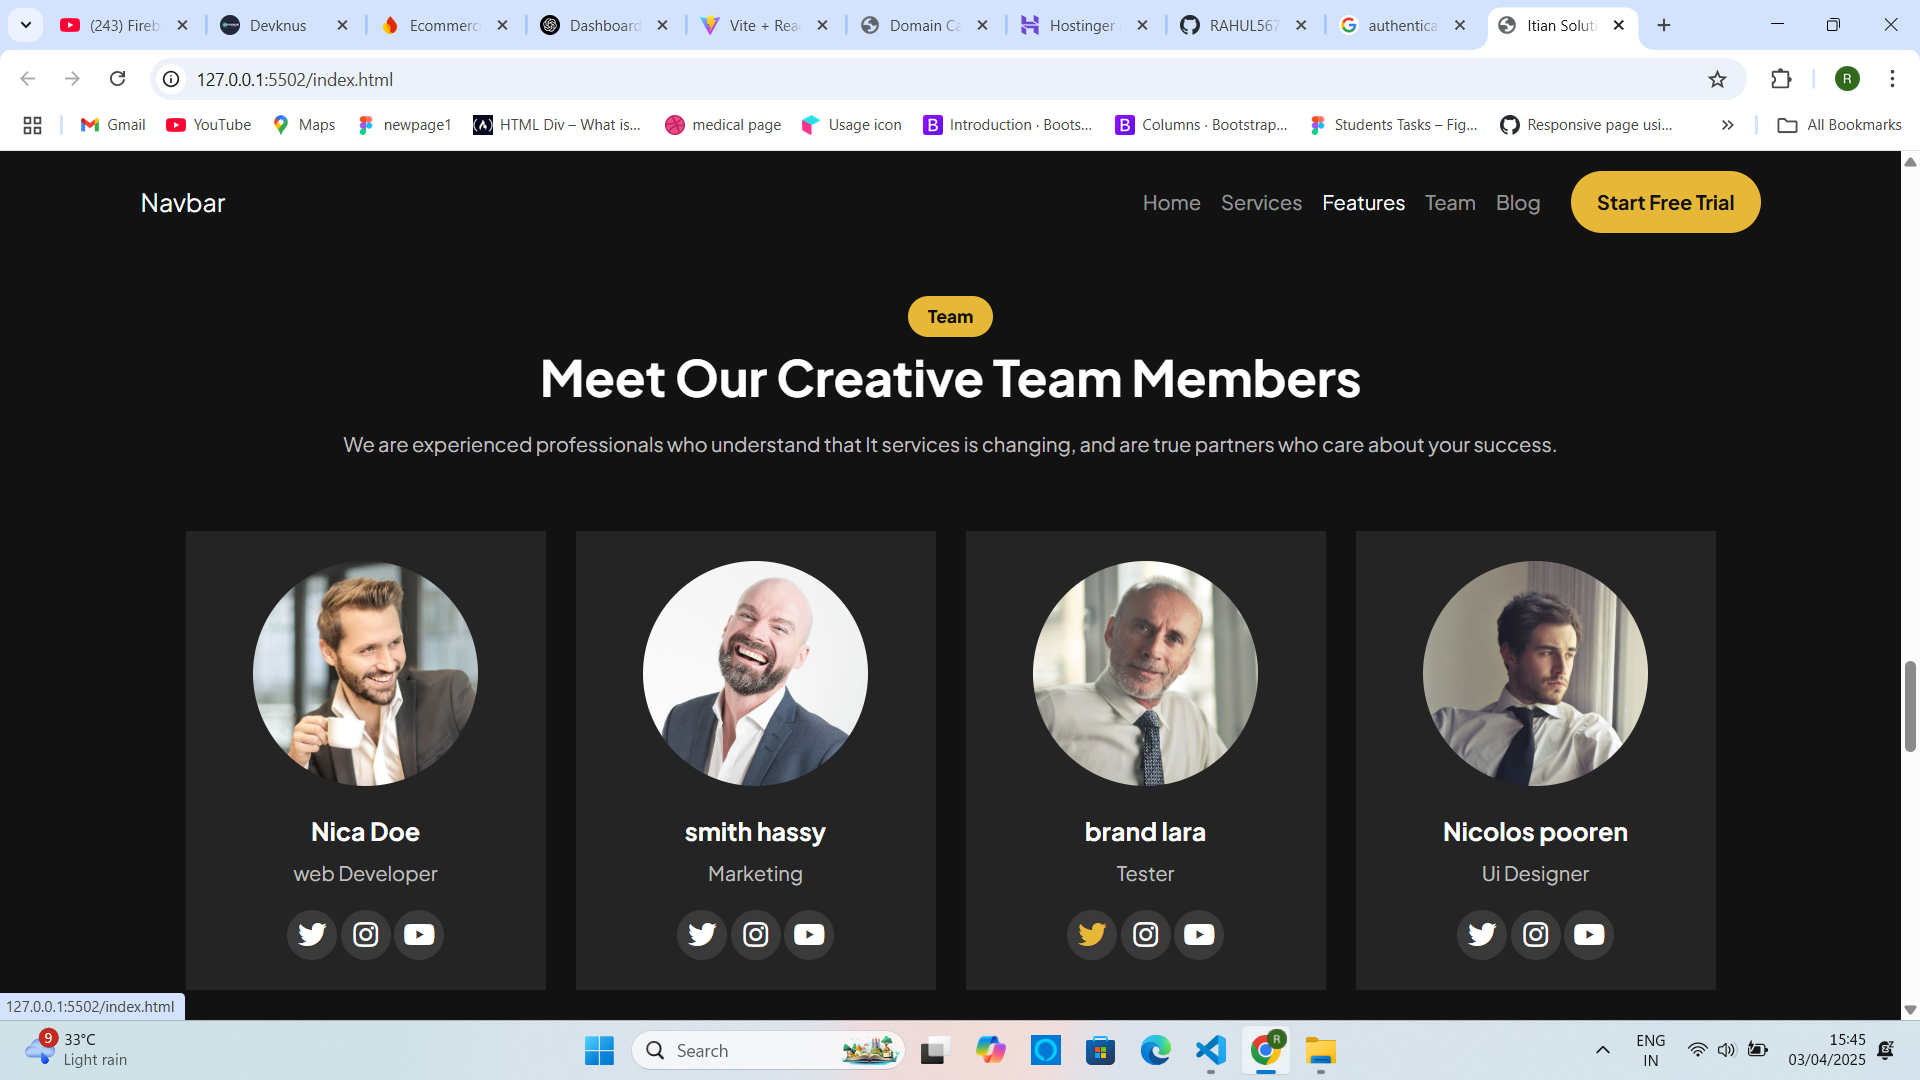 (243) Fireb
Devknus
Ecommerc
Dashboard
Vite + Rea
Domain Ca
Hostinger
RAHUL567
authentica
Itian Soluti
127.0.0.1:5502/index.html
R
Gmail
YouTube
Maps
newpage1
HTML Div – What is...
medical page
Usage icon
B
Introduction · Boots...
B
Columns · Bootstrap...
Students Tasks – Fig...
Responsive page usi...
All Bookmarks
Navbar
Home
Services
Features
Team
Blog
Start Free Trial
Team
Meet Our Creative Team Members
We are experienced professionals who understand that It services is changing, and are true partners who care about your success.
Nica Doe
web Developer
smith hassy
Marketing
brand lara
Tester
Nicolos pooren
Ui Designer
127.0.0.1:5502/index.html
9
33°C
Light rain
Search
R
ENG
IN
15:45
03/04/2025